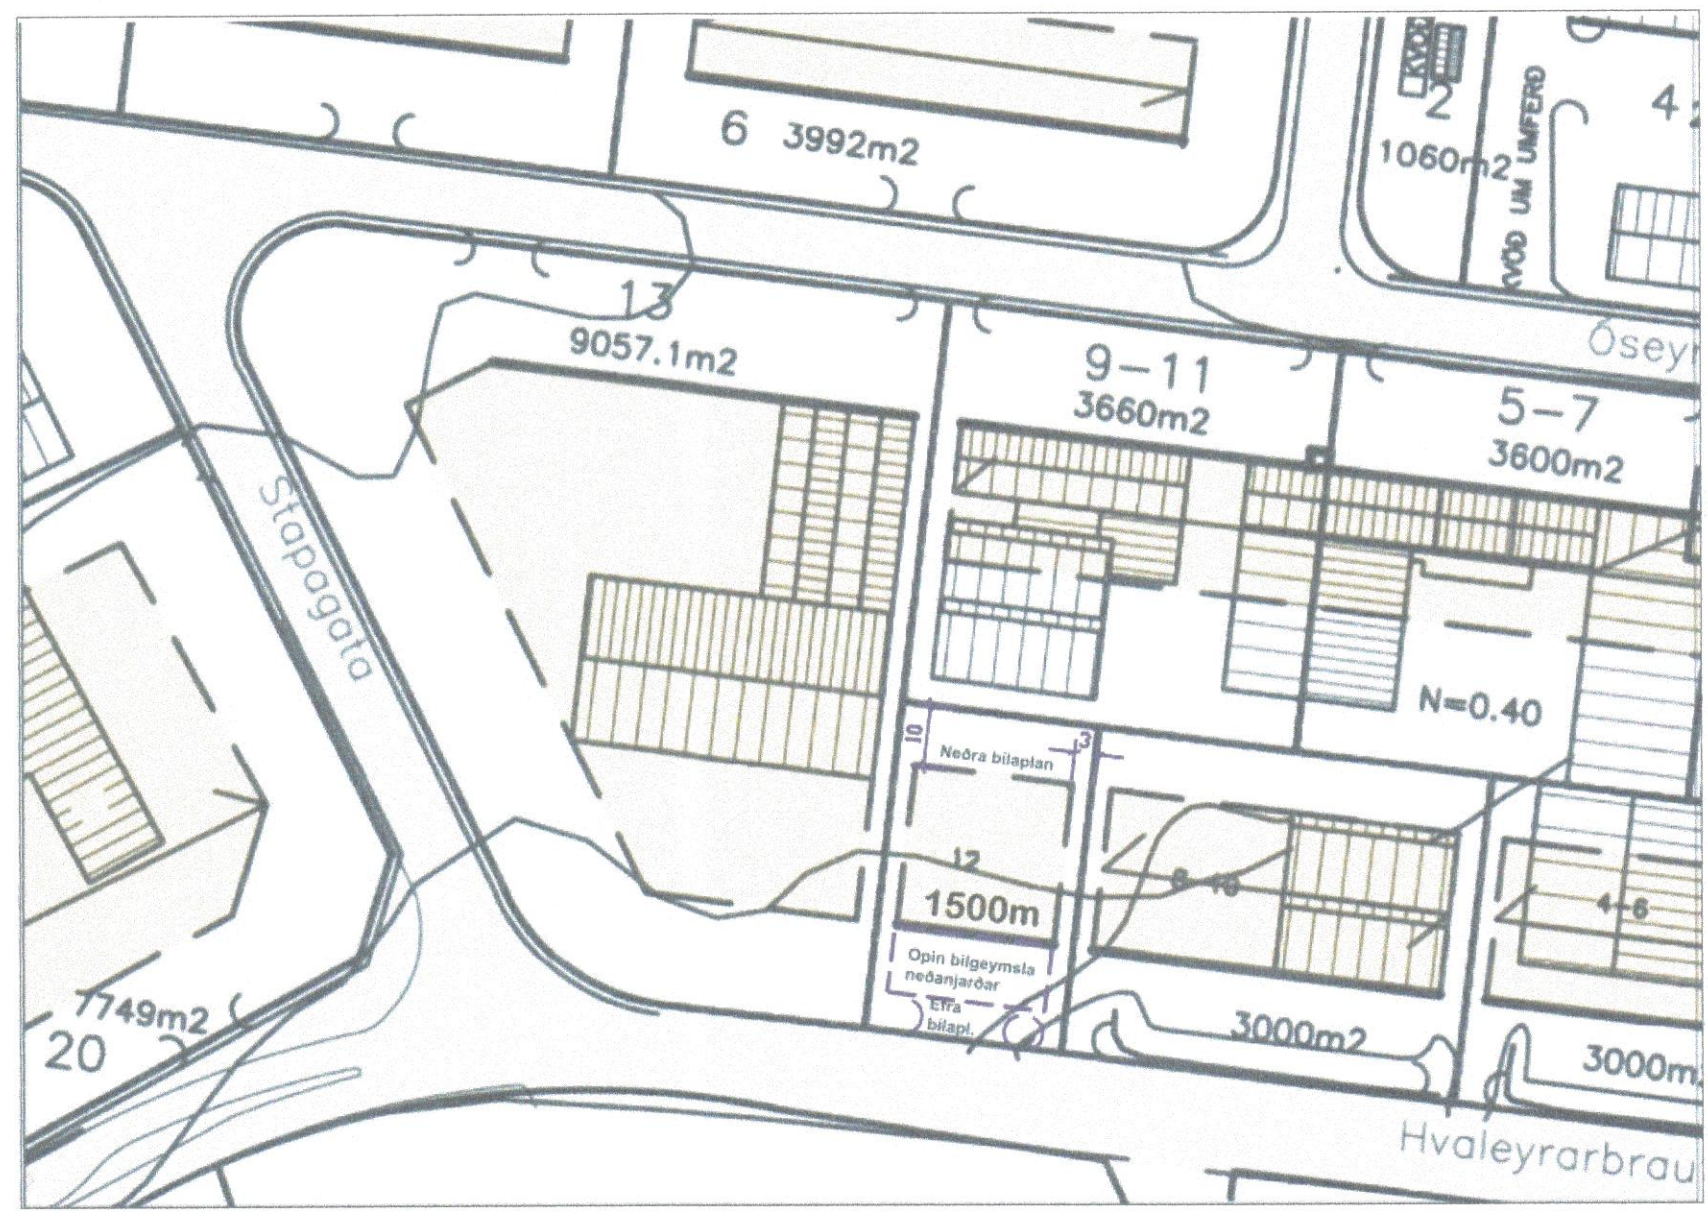 KVÖÐ
2
1060m2
KVÖÐ UM UMFERÐ
4
6 3992m2
13
9057.1m2
9-11
3660m2
5-7
3600m2
Stapagata
N=0.40
10
3
Neðra bílaplan
12
1500m
Opin bílgeymsla
neðanjarðar
Efra
bílapl.
8-10
3000m2
4-6
3000m
7749m2
20
Hvaleyrarbrau